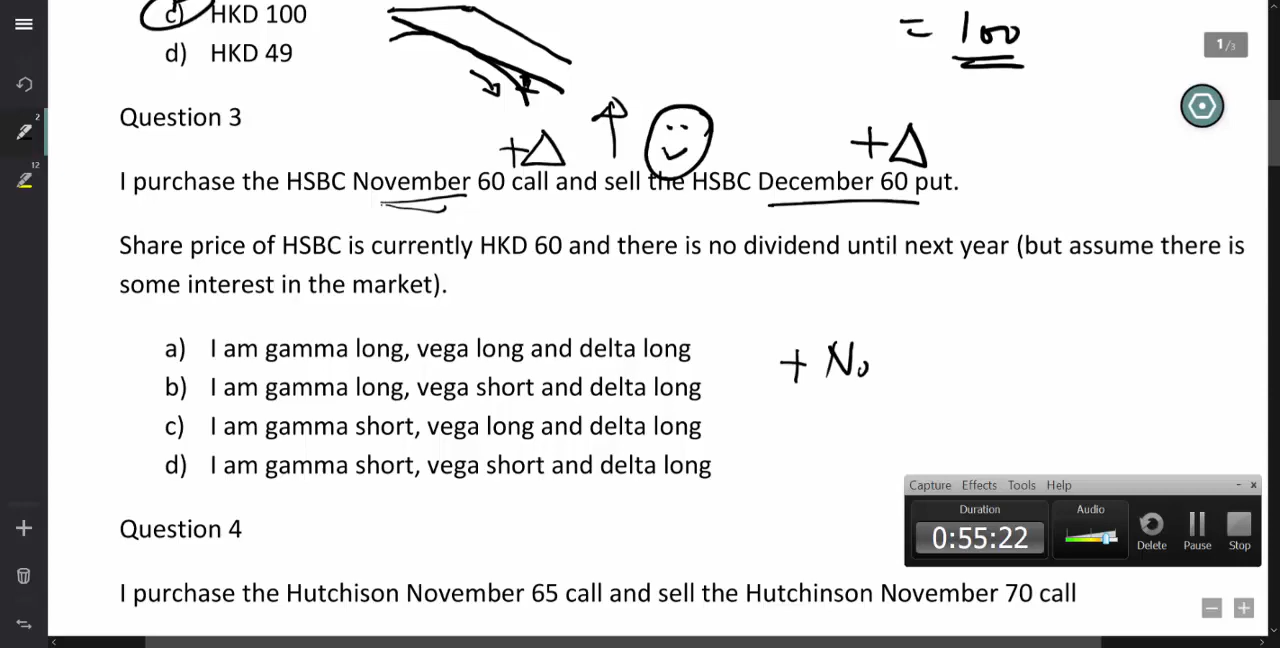 c) HKD 100
= 100
d) HKD 49
1/3
2
Question 3
+Δ
+Δ
12
I purchase the HSBC November 60 call and sell the HSBC December 60 put.
Share price of HSBC is currently HKD 60 and there is no dividend until next year (but assume there is
some interest in the market).
a) I am gamma long, vega long and delta long
+ No
b) I am gamma long, vega short and delta long
c) I am gamma short, vega long and delta long
d) I am gamma short, vega short and delta long
Capture Effects Tools Help
Duration
Audio
0:55:22
Delete Pause Stop
Question 4
I purchase the Hutchison November 65 call and sell the Hutchinson November 70 call